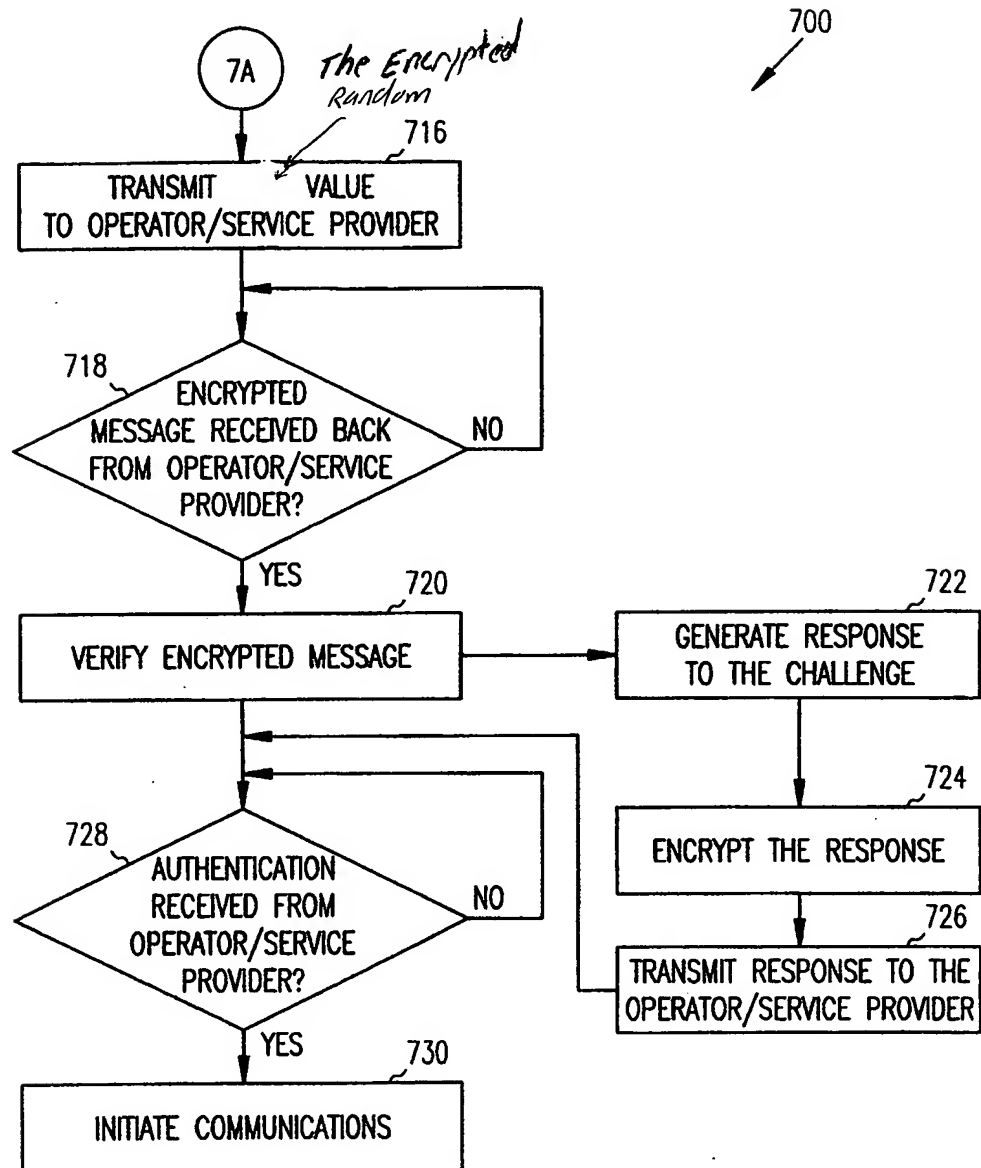 700
7A
The Encrypted
Random
716
TRANSMIT VALUE
TO OPERATOR/SERVICE PROVIDER
718
ENCRYPTED
MESSAGE RECEIVED BACK
FROM OPERATOR/SERVICE
PROVIDER?
NO
YES
720
VERIFY ENCRYPTED MESSAGE
722
GENERATE RESPONSE
TO THE CHALLENGE
724
ENCRYPT THE RESPONSE
726
TRANSMIT RESPONSE TO THE
OPERATOR/SERVICE PROVIDER
728
AUTHENTICATION
RECEIVED FROM
OPERATOR/SERVICE
PROVIDER?
NO
YES
730
INITIATE COMMUNICATIONS